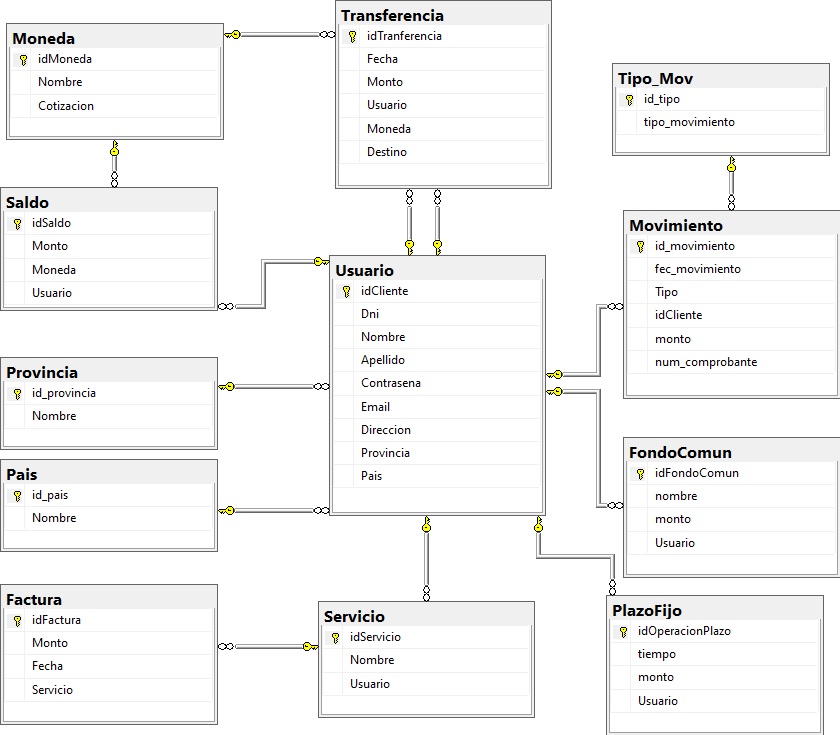 Moneda
idMoneda
Nombre
Cotizacion
Transferencia
idTranferencia
Fecha
Monto
Usuario
Moneda
Destino
Tipo_Mov
id_tipo
tipo_movimiento
Saldo
idSaldo
Monto
Moneda
Usuario
Usuario
idCliente
Dni
Nombre
Apellido
Contrasena
Email
Direccion
Provincia
Pais
Movimiento
id_movimiento
fec_movimiento
Tipo
idCliente
monto
num_comprobante
Provincia
id_provincia
Nombre
Pais
id_pais
Nombre
FondoComun
idFondoComun
nombre
monto
Usuario
Factura
idFactura
Monto
Fecha
Servicio
Servicio
idServicio
Nombre
Usuario
PlazoFijo
idOperacionPlazo
tiempo
monto
Usuario